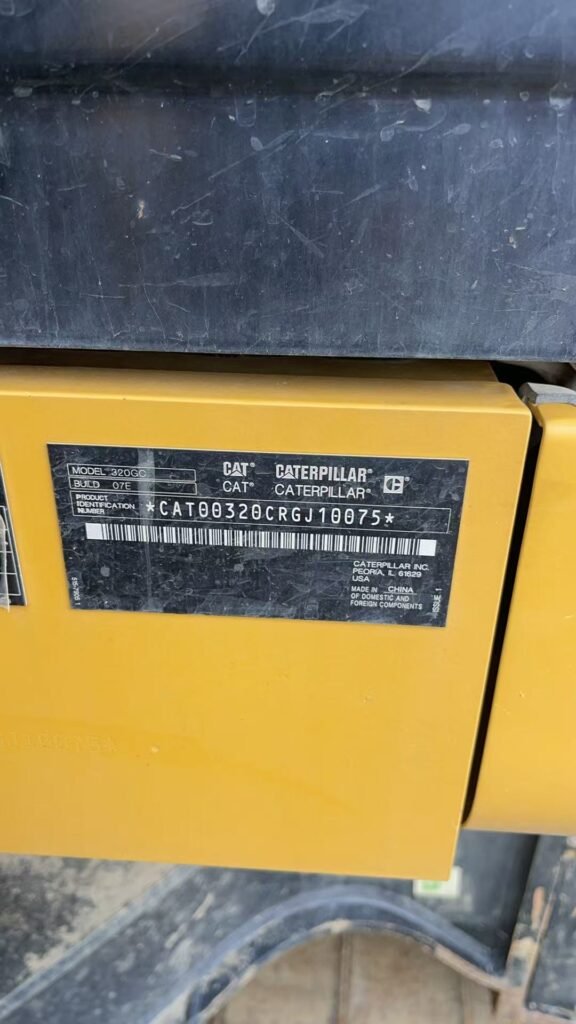 MODEL 320GC
BUILD 07E
CAT® CATERPILLAR® C
CAT® CATERPILLAR®
PRODUCT
IDENTIFICATION
NUMBER
*CAT00320CRGJ10075*
CATERPILLAR INC.
PEORIA, IL 61629
USA
MADE IN CHINA
OF DOMESTIC AND
FOREIGN COMPONENTS
ISSUE 1